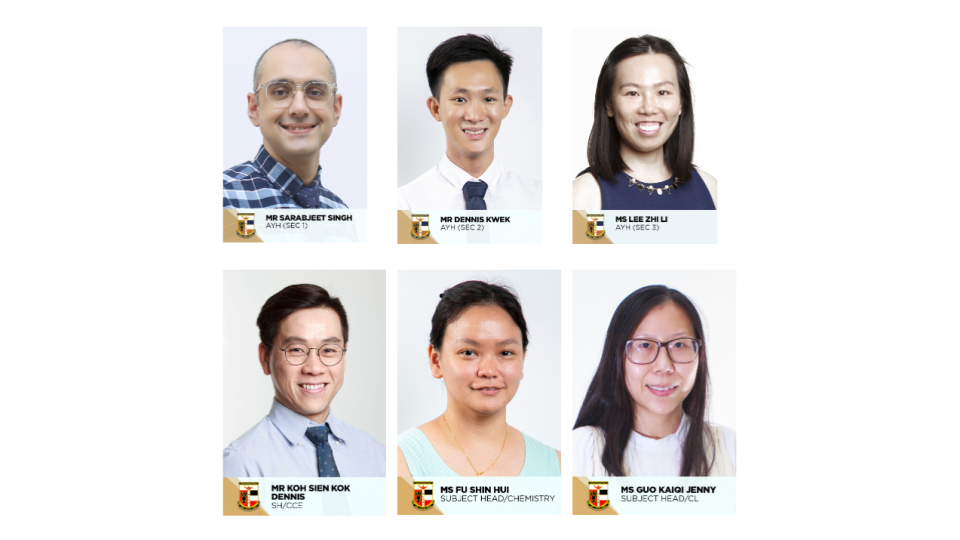 MR SARABJEET SINGH
AYH (SEC 1)
MR DENNIS KWEK
AYH (SEC 2)
MS LEE ZHI LI
AYH (SEC 3)
MR KOH SIEN KOK
DENNIS
SH/CCE
MS FU SHIN HUI
SUBJECT HEAD/CHEMISTRY
MS GUO KAIQI JENNY
SUBJECT HEAD/CL